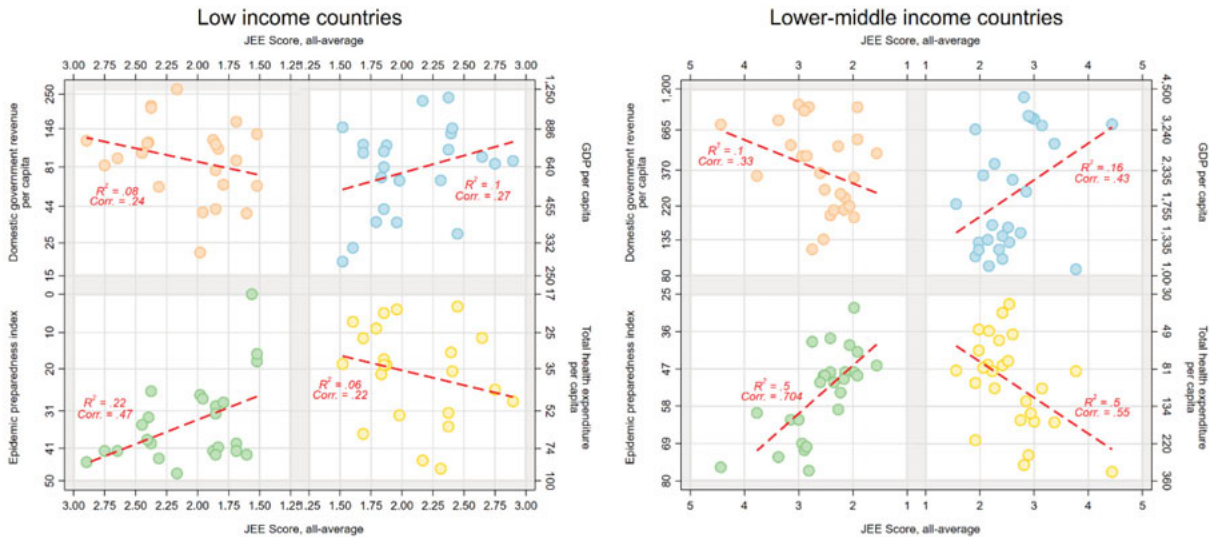 Low income countries
Lower-middle income countries
JEE Score, all-average
JEE Score, all-average
3.00 2.75 2.50 2.25 2.00 1.75 1.50 1.25 1.50 1.75 2.00 2.25 2.50 2.75 3.00
5 4 3 2 1 2 3 4 5
Domestic government revenue
per capita
250
146
81
44
25
15
R² = .08
Corr. = .24
R² = .1
Corr. = .27
1,250
886
640
455
332
250
GDP per capita
Domestic government revenue
per capita
1,200
665
370
220
135
80
R² = .1
Corr. = .33
R² = .16
Corr. = .43
4,500
3,240
2,335
1,755
1,335
1,00
GDP per capita
Epidemic preparedness index
0
10
20
31
41
50
R² = .22
Corr. = .47
R² = .06
Corr. = .22
17
25
35
52
74
100
Total health expenditure
per capita
Epidemic preparedness index
25
36
47
58
69
80
R² = .5
Corr. = .704
R² = .5
Corr. = .55
30
49
81
134
220
360
Total health expenditure
per capita
3.00 2.75 2.50 2.25 2.00 1.75 1.50 1.25 1.50 1.75 2.00 2.25 2.50 2.75 3.00
5 4 3 2 1 1 2 3 4 5
JEE Score, all-average
JEE Score, all-average